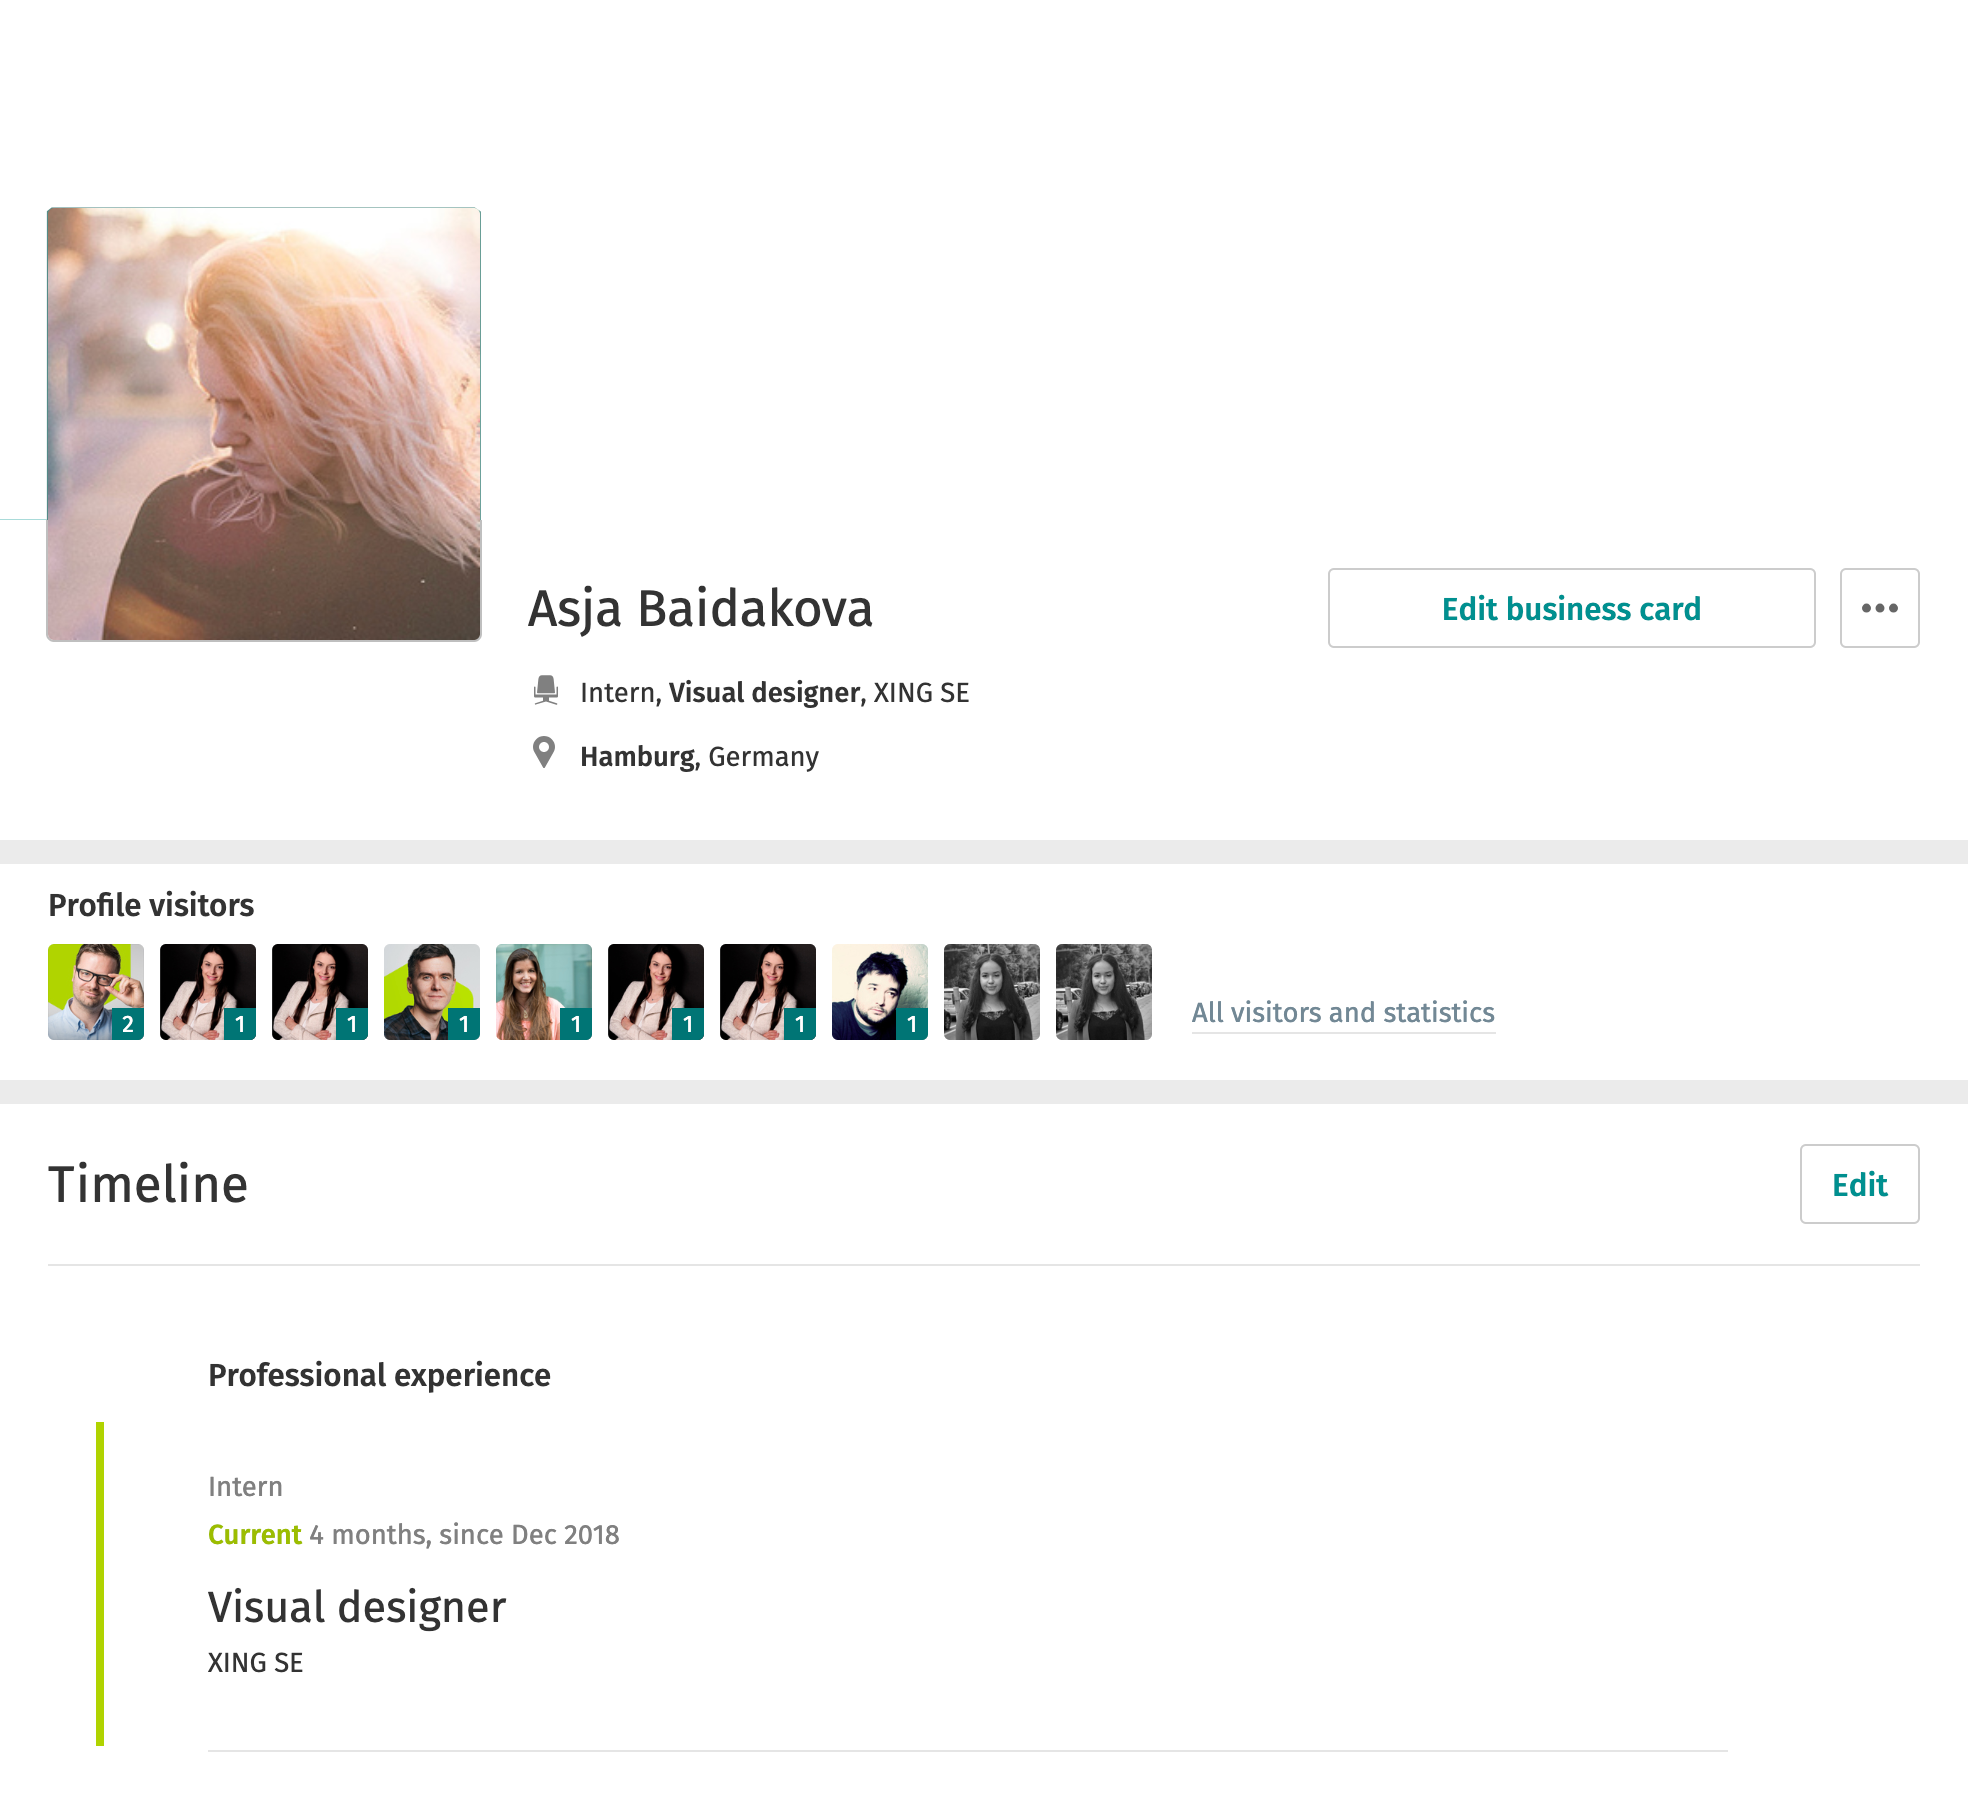 Asja Baidakova
Edit business card
Intern, Visual designer, XING SE
Hamburg, Germany
Profile visitors
2 1 1 1 1 1 1 1
All visitors and statistics
Timeline
Edit
Professional experience
Intern
Current 4 months, since Dec 2018
Visual designer
XING SE